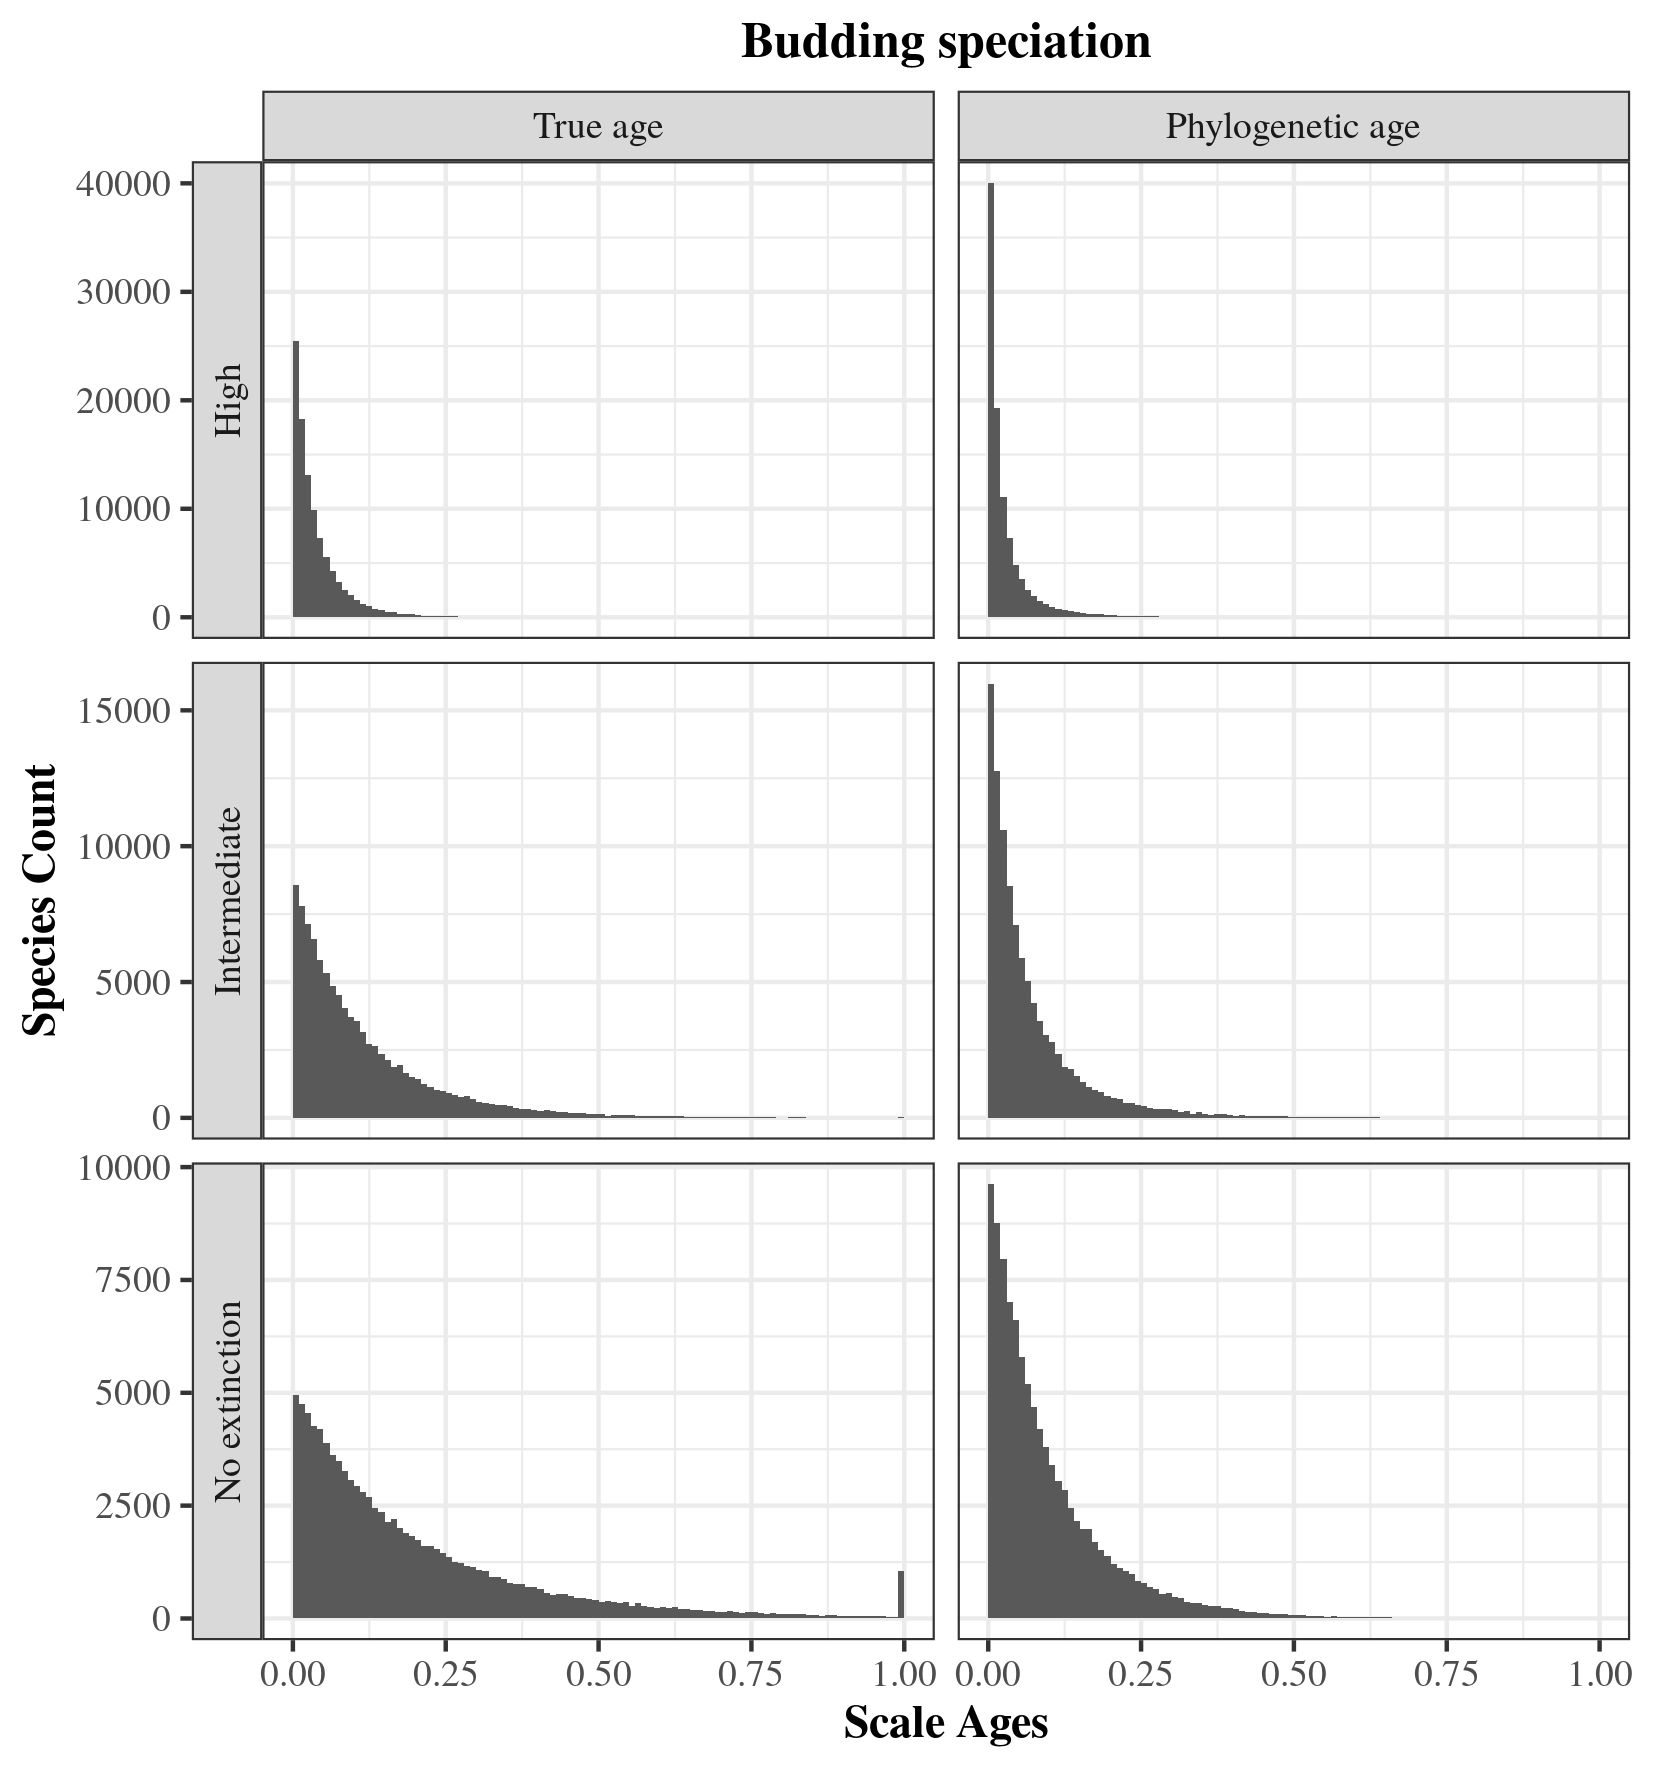 Budding speciation
True age
Phylogenetic age
High
40000
30000
20000
10000
0
Intermediate
15000
10000
5000
0
No extinction
10000
7500
5000
2500
0
Species Count
0.00 0.25 0.50 0.75 1.00 0.00 0.25 0.50 0.75 1.00
Scale Ages